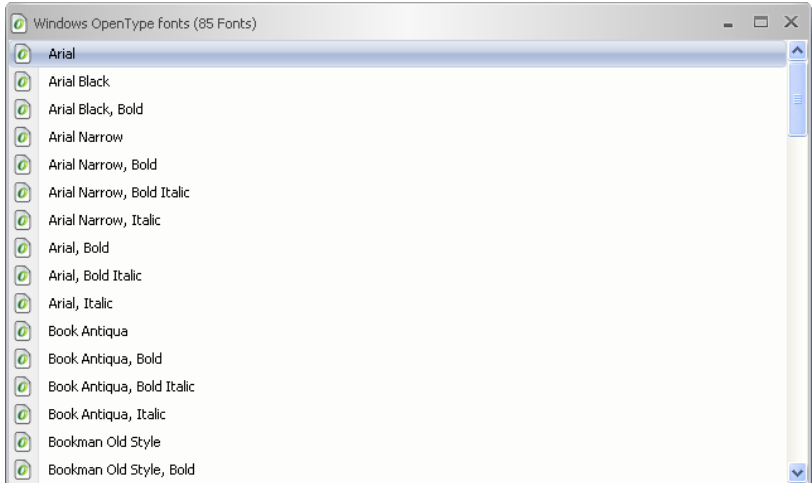 Windows OpenType fonts (85 Fonts)
Arial
Arial Black
Arial Black, Bold
Arial Narrow
Arial Narrow, Bold
Arial Narrow, Bold Italic
Arial Narrow, Italic
Arial, Bold
Arial, Bold Italic
Arial, Italic
Book Antiqua
Book Antiqua, Bold
Book Antiqua, Bold Italic
Book Antiqua, Italic
Bookman Old Style
Bookman Old Style, Bold